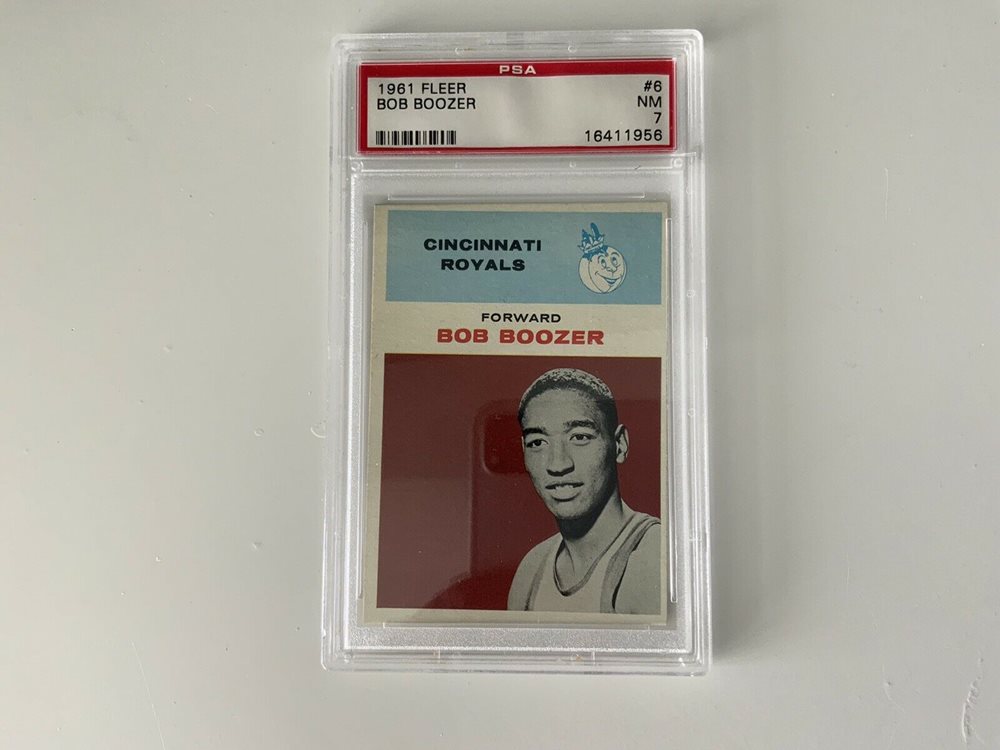 PSA
1961 FLEER #6
BOB BOOZER NM
7
16411956
CINCINNATI
ROYALS
FORWARD
BOB BOOZER